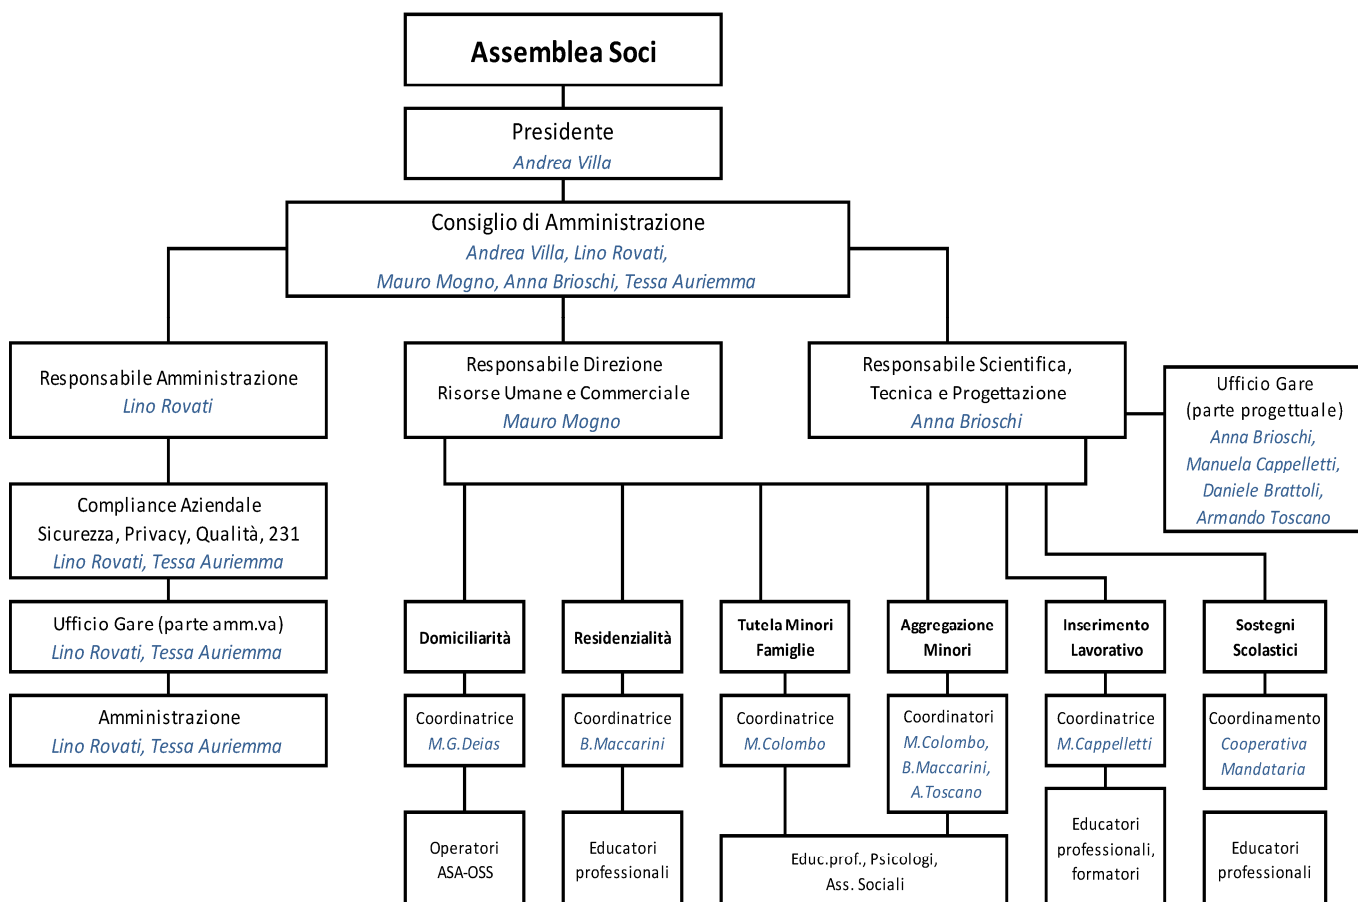 Assemblea Soci
Presidente
Andrea Villa
Consiglio di Amministrazione
Andrea Villa, Lino Rovati,
Mauro Mogno, Anna Brioschi, Tessa Auriemma
Responsabile Amministrazione
Lino Rovati
Responsabile Direzione
Risorse Umane e Commerciale
Mauro Mogno
Responsabile Scientifica,
Tecnica e Progettazione
Anna Brioschi
Ufficio Gare
(parte progettuale)
Anna Brioschi,
Manuela Cappelletti,
Daniele Brattoli,
Armando Toscano
Compliance Aziendale
Sicurezza, Privacy, Qualità, 231
Lino Rovati, Tessa Auriemma
Ufficio Gare (parte amm.va)
Lino Rovati, Tessa Auriemma
Amministrazione
Lino Rovati, Tessa Auriemma
Domiciliarità
Residenzialità
Tutela Minori
Famiglie
Aggregazione
Minori
Inserimento
Lavorativo
Sostegni
Scolastici
Coordinatrice
M.G.Deias
Coordinatrice
B.Maccarini
Coordinatrice
M.Colombo
Coordinatori
M.Colombo,
B.Maccarini,
A.Toscano
Coordinatrice
M.Cappelletti
Coordinamento
Cooperativa
Mandataria
Operatori
ASA-OSS
Educatori
professionali
Educ.prof., Psicologi,
Ass. Sociali
Educatori
professionali,
formatori
Educatori
professionali